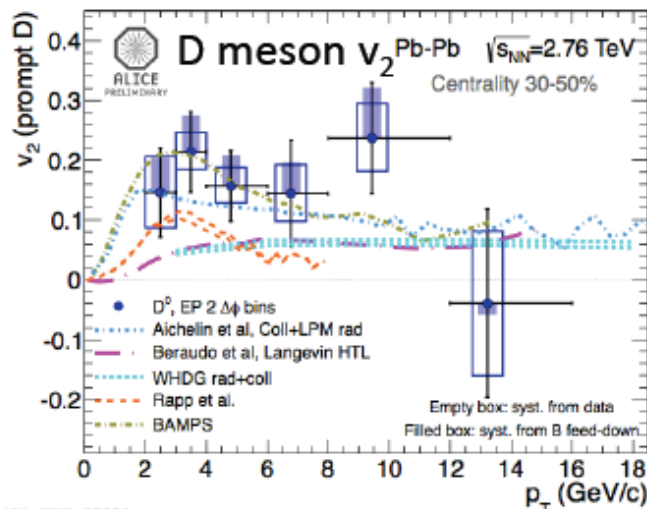 D meson v2 Pb-Pb √sNN=2.76 TeV
ALICE
PRELIMINARY
Centrality 30-50%
v2 (prompt D)
0.4
0.3
0.2
0.1
0
-0.1
-0.2
D⁰, EP 2 Δϕ bins
Aichelin et al, Coll+LPM rad
Beraudo et al, Langevin HTL
WHDG rad+coll
Rapp et al.
BAMPS
Empty box: syst. from data
Filled box: syst. from B feed-down
0 2 4 6 8 10 12 14 16 18
pT (GeV/c)